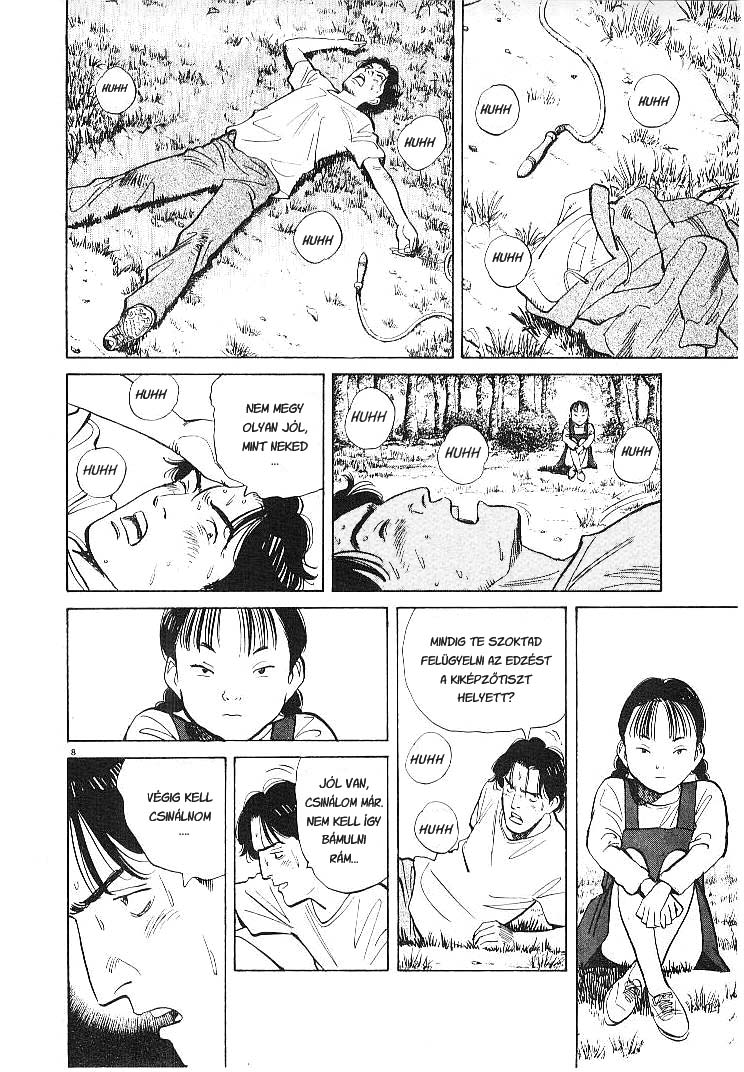 HUHH
HUHH
HUHH
HUHH
HUHH
HUHH
HUHH
HUHH
HUHH
NEM MEGY
OLYAN JÓL,
MINT NEKED
...
HUHH
HUHH
MINDIG TE SZOKTAD
FELÜGYELNI AZ EDZÉST
A KIKÉPZŐTISZT
HELYETT?
HUHH
HUHH
JÓL VAN,
CSINÁLOM MÁR.
NEM KELL ÍGY
BÁMULNI
RÁM...
VÉGIG KELL
CSINÁLNOM
....
8